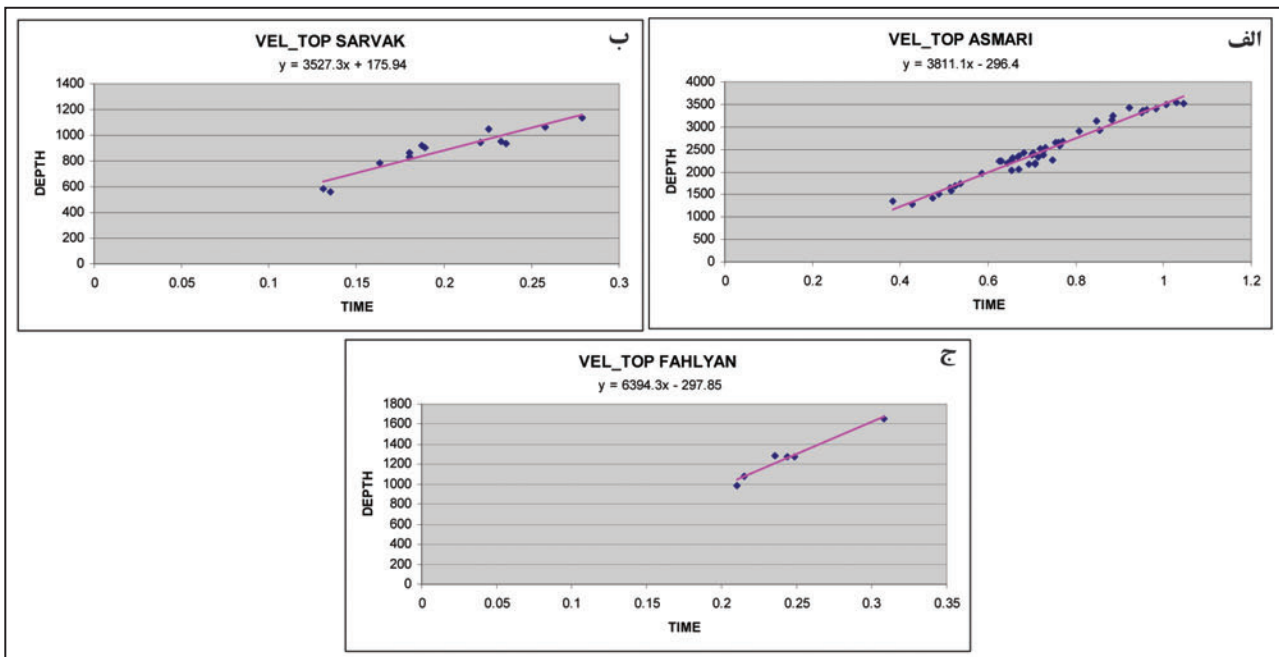 الف
VEL_TOP ASMARI
y = 3811.1x - 296.4
4000
3500
3000
2500
2000
1500
1000
500
0
DEPTH
0 0.2 0.4 0.6 0.8 1 1.2
TIME
ب
VEL_TOP SARVAK
y = 3527.3x + 175.94
1400
1200
1000
800
600
400
200
0
DEPTH
0 0.05 0.1 0.15 0.2 0.25 0.3
TIME
ج
VEL_TOP FAHLYAN
y = 6394.3x - 297.85
1800
1600
1400
1200
1000
800
600
400
200
0
DEPTH
0 0.05 0.1 0.15 0.2 0.25 0.3 0.35
TIME